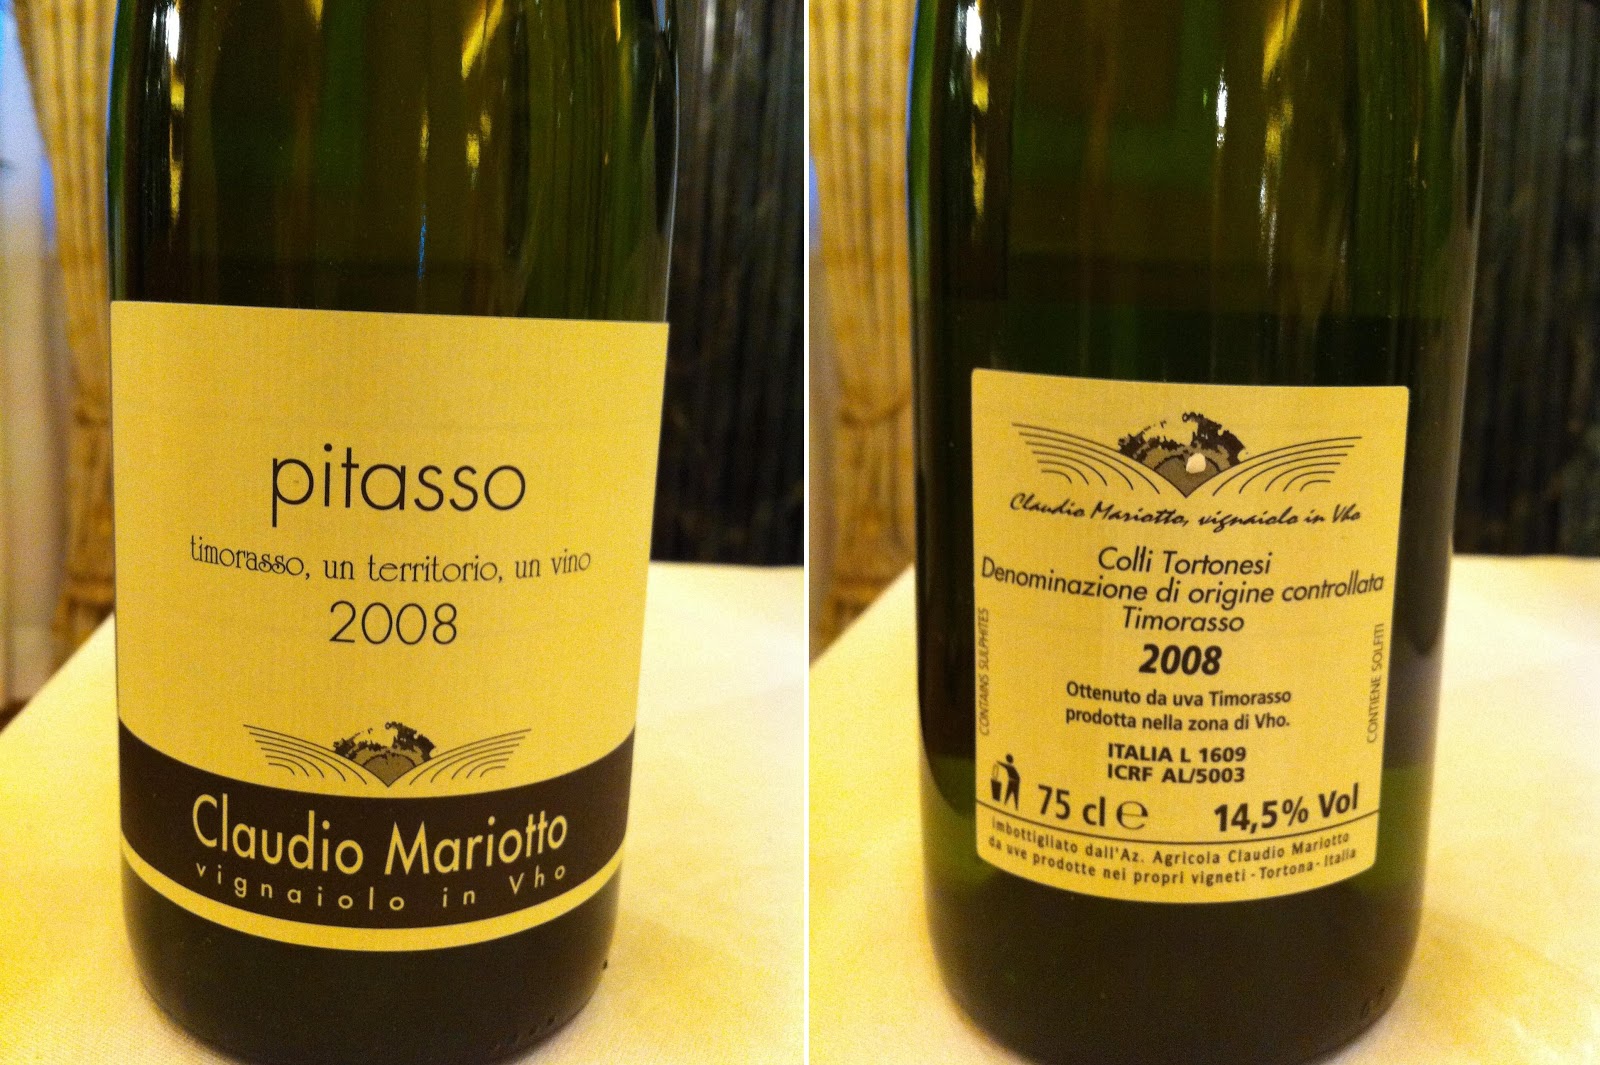 pitasso
timorasso, un territorio, un vino
2008
Claudio Mariotto
vignaiolo in Vho
Claudio Mariotto, vignaiolo in Vho
Colli Tortonesi
Denominazione di origine controllata
Timorasso
2008
Ottenuto da uva Timorasso
prodotta nella zona di Vho.
CONTAINS SULPHITES
CONTIENE SOLFITI
ITALIA L 1609
ICRF AL/5003
75 cl ℮ 14,5% Vol
imbottigliato dall'Az. Agricola Claudio Mariotto
da uve prodotte nei propri vigneti - Tortona - Italia